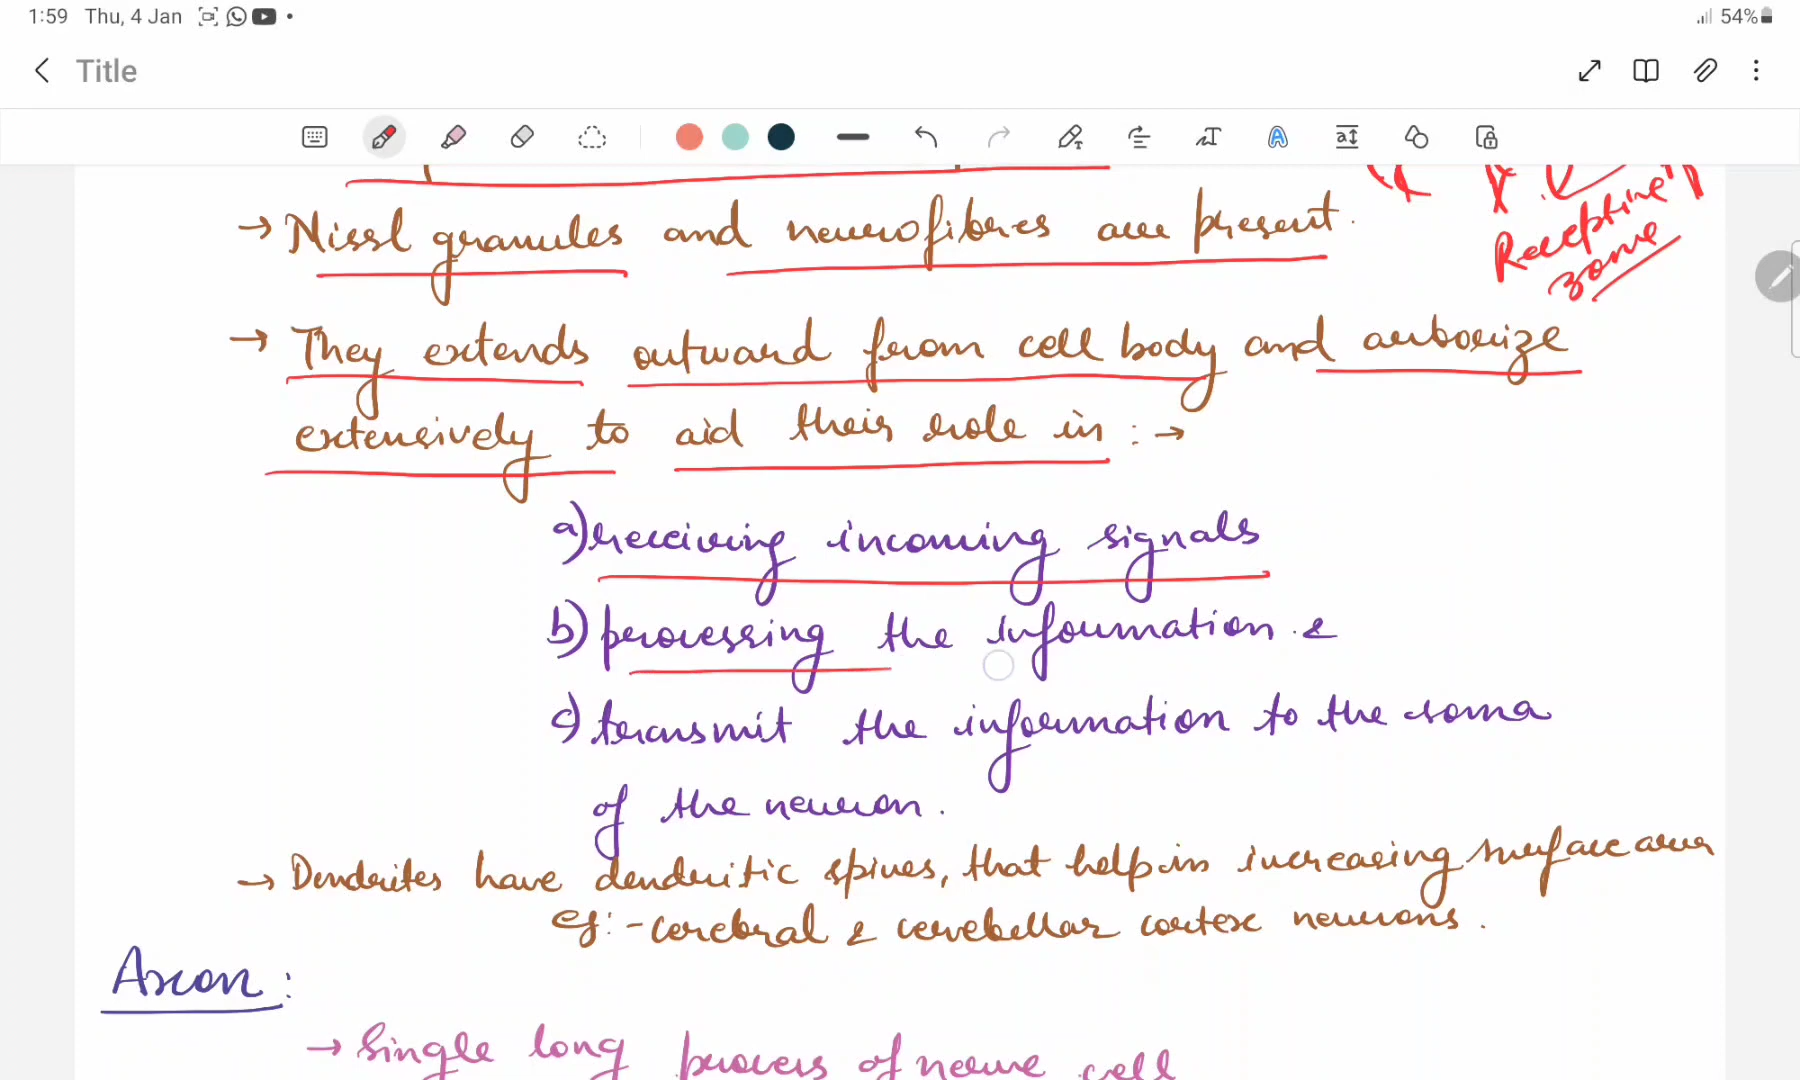 1:59 Thu, 4 Jan
54%
Title
Receptive
zone
→ Nissl granules and neurofibres are present.
→ They extends outward from cell body and arborize
extensively to aid their role in :→
a) receiving incoming signals
b) processing the information &
c) transmit the information to the soma
of the neuron.
→ Dendrites have dendritic spines, that help in increasing surface area
eg:- cerebral & cerebellar cortex neurons.
Axon:
→ Single long process of nerve cell